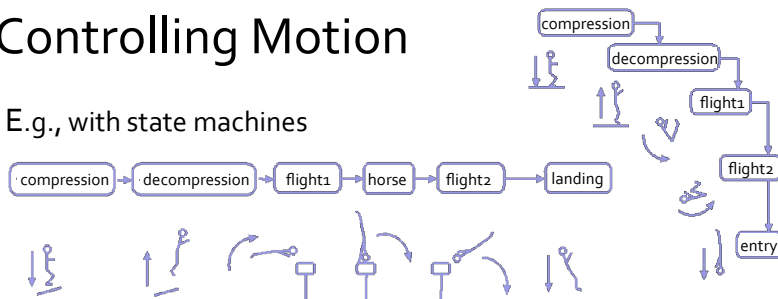 Controlling Motion
E.g., with state machines
compression decompression flight1 horse flight2 landing
compression
decompression
flight1
flight2
entry